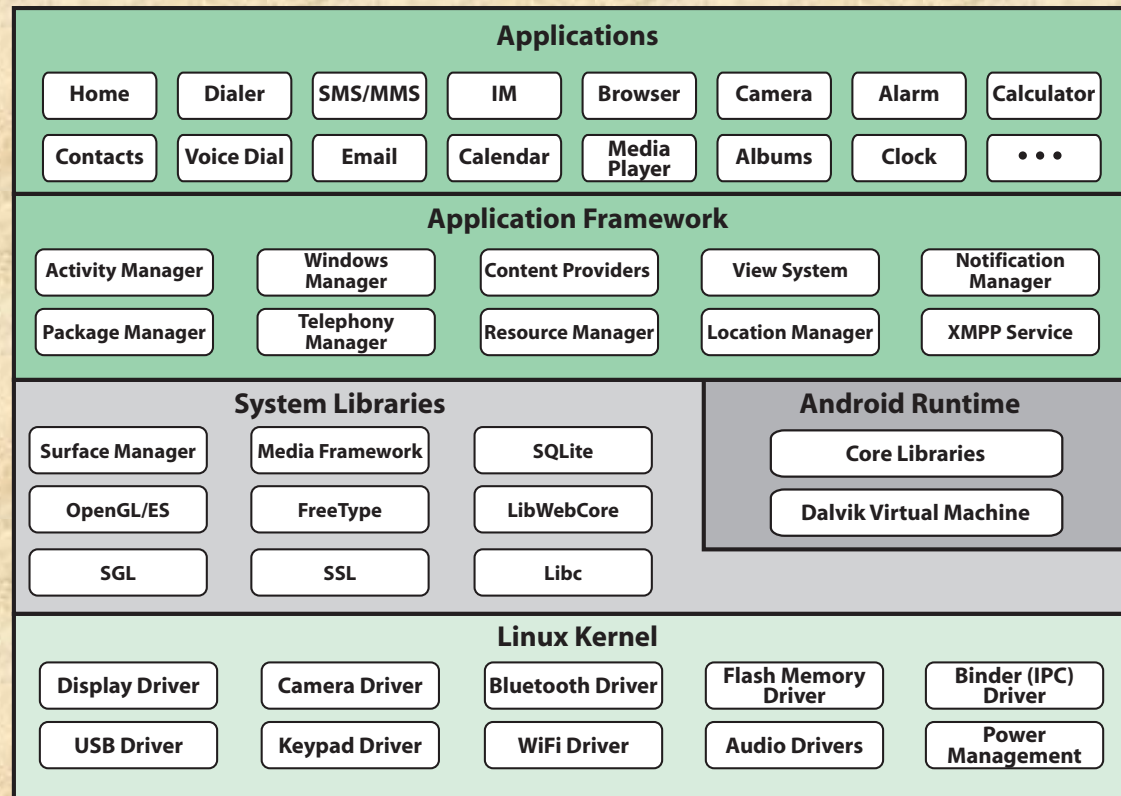 Applications
Home Dialer SMS/MMS IM Browser Camera Alarm Calculator
Contacts Voice Dial Email Calendar Media Player Albums Clock •••
Application Framework
Activity Manager Windows Manager Content Providers View System Notification Manager
Package Manager Telephony Manager Resource Manager Location Manager XMPP Service
System Libraries
Surface Manager Media Framework SQLite
OpenGL/ES FreeType LibWebCore
SGL SSL Libc
Android Runtime
Core Libraries
Dalvik Virtual Machine
Linux Kernel
Display Driver Camera Driver Bluetooth Driver Flash Memory Driver Binder (IPC) Driver
USB Driver Keypad Driver WiFi Driver Audio Drivers Power Management